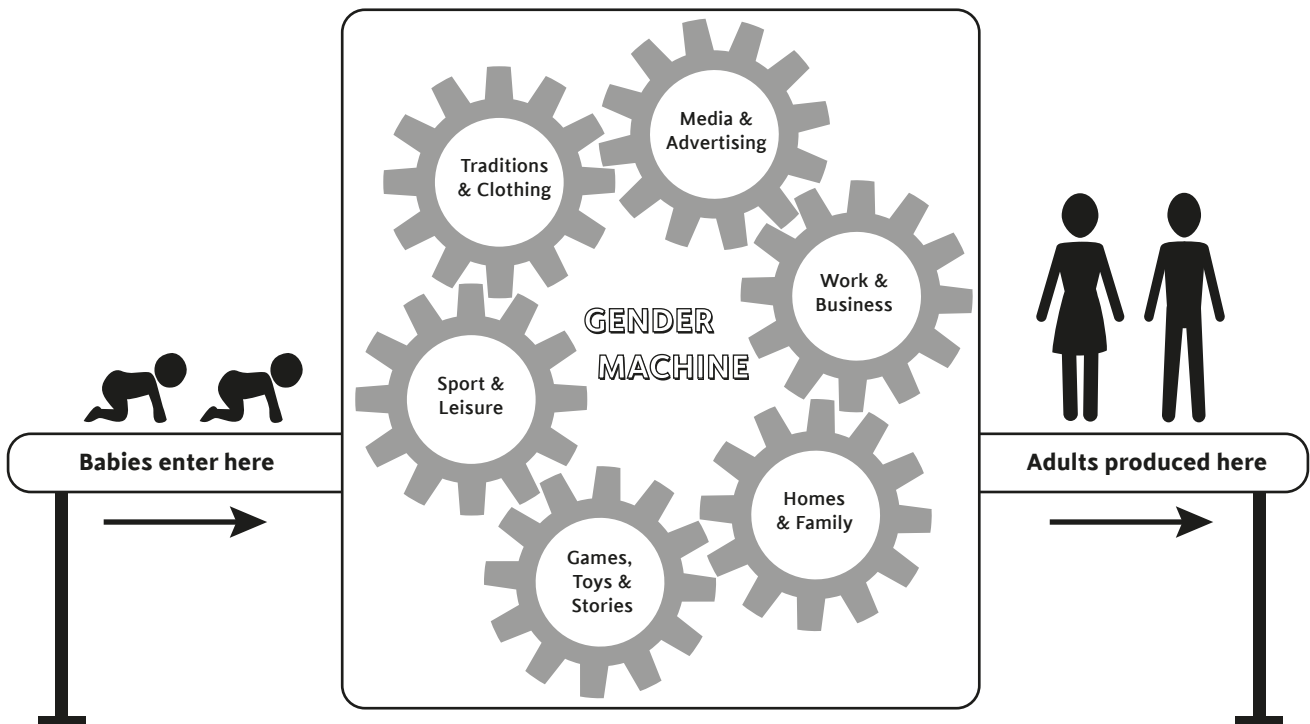 Babies enter here
Traditions
& Clothing
Media &
Advertising
Work &
Business
Sport &
Leisure
GENDER
MACHINE
Homes
& Family
Games,
Toys &
Stories
Adults produced here